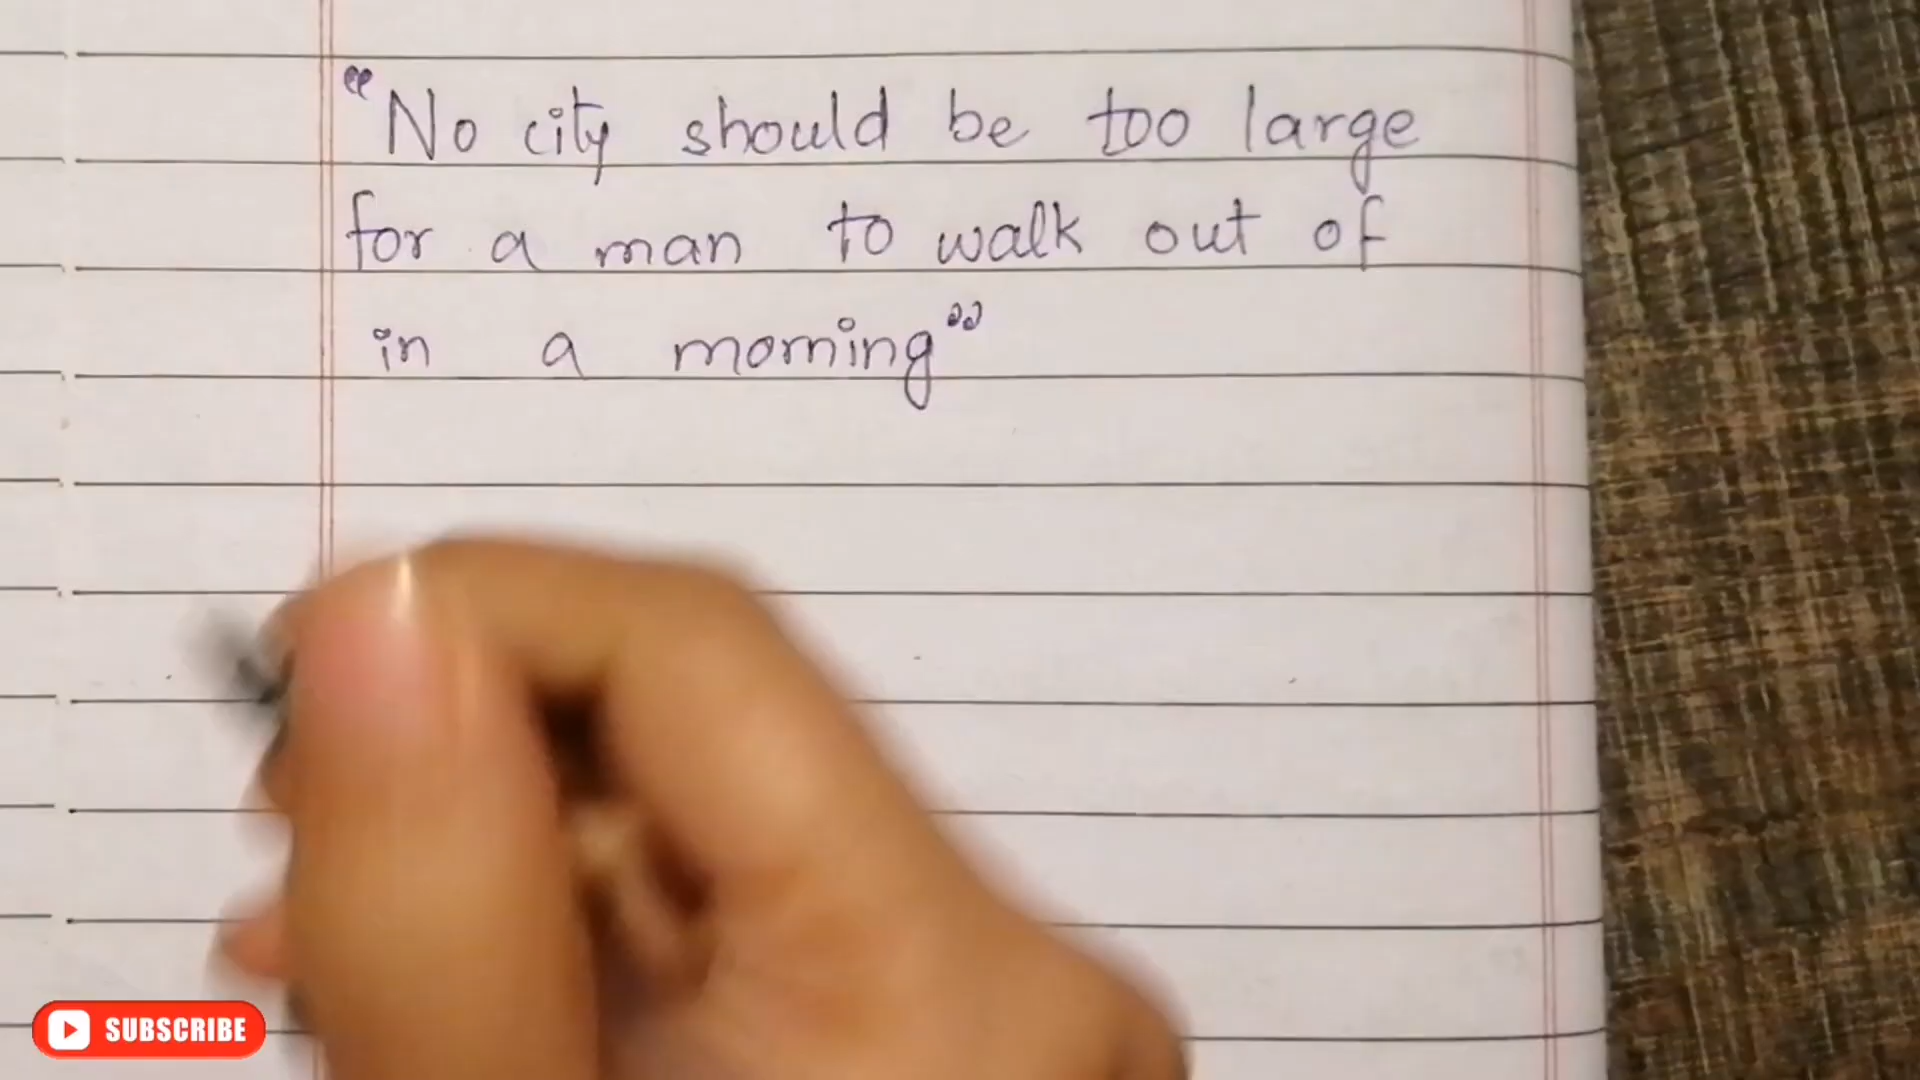 “No city should be too large
for a man to walk out of
in a morning”
SUBSCRIBE